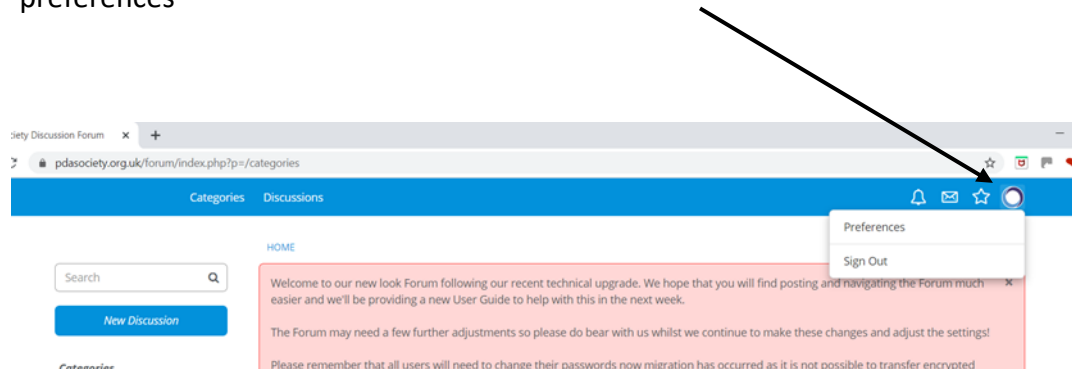 preferences
ciety Discussion Forum × +
pdasociety.org.uk/forum/index.php?p=/categories
Categories Discussions
Preferences
HOME
Sign Out
Search
Welcome to our new look Forum following our recent technical upgrade. We hope that you will find posting and navigating the Forum much ×
easier and we'll be providing a new User Guide to help with this in the next week.
New Discussion
The Forum may need a few further adjustments so please do bear with us whilst we continue to make these changes and adjust the settings!
Categories
Please remember that all users will need to change their passwords now migration has occurred as it is not possible to transfer encrypted